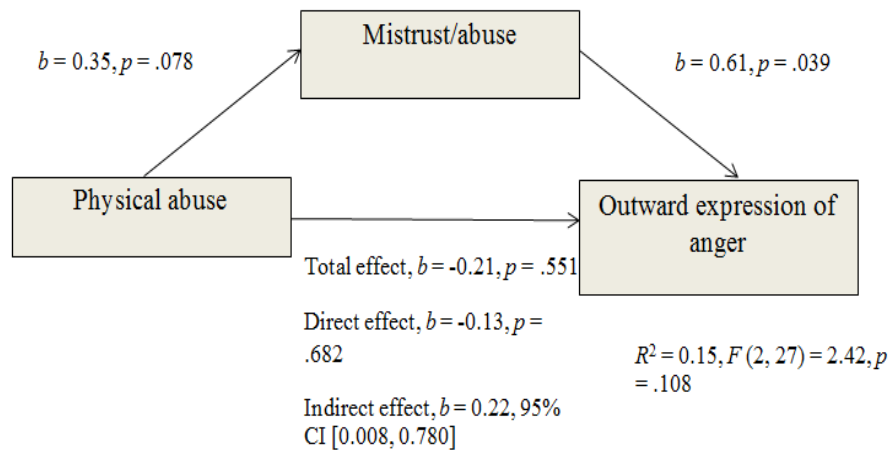 Mistrust/abuse
b = 0.35, p = .078
b = 0.61, p = .039
Physical abuse
Outward expression of
anger
Total effect, b = -0.21, p = .551
Direct effect, b = -0.13, p =
.682
Indirect effect, b = 0.22, 95%
CI [0.008, 0.780]
R² = 0.15, F (2, 27) = 2.42, p
= .108